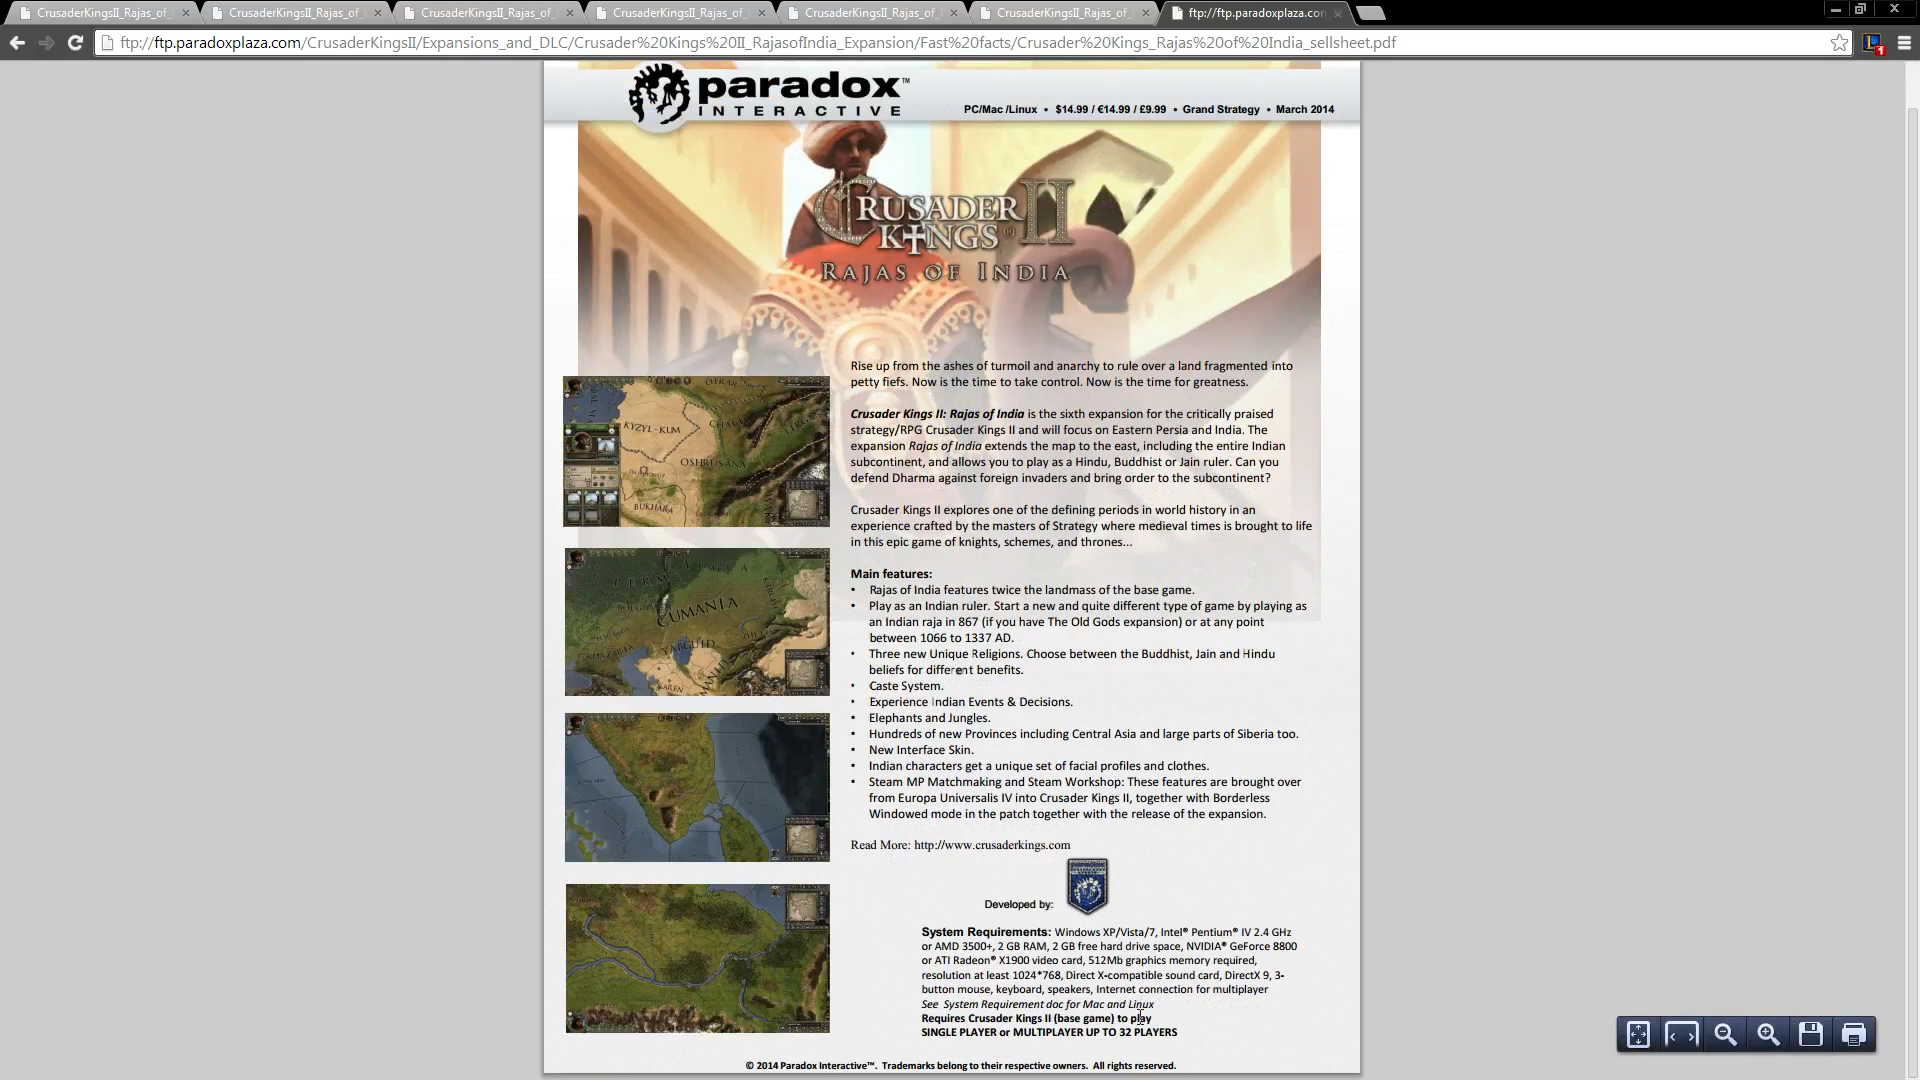 CrusaderKingsII_Rajas_of_
CrusaderKingsII_Rajas_of_
CrusaderKingsII_Rajas_of_
CrusaderKingsII_Rajas_of_
CrusaderKingsII_Rajas_of_
CrusaderKingsII_Rajas_of_
ftp://ftp.paradoxplaza.con
ftp://ftp.paradoxplaza.com/CrusaderKingsII/Expansions_and_DLC/Crusader%20Kings%20II_RajasofIndia_Expansion/Fast%20facts/Crusader%20Kings_Rajas%20of%20India_sellsheet.pdf
1
paradox™
INTERACTIVE
PC/Mac /Linux • $14.99 / €14.99 / £9.99 • Grand Strategy • March 2014
CRUSADER
KINGS II
RAJAS OF INDIA
Rise up from the ashes of turmoil and anarchy to rule over a land fragmented into
petty fiefs. Now is the time to take control. Now is the time for greatness.
Crusader Kings II: Rajas of India is the sixth expansion for the critically praised
strategy/RPG Crusader Kings II and will focus on Eastern Persia and India. The
expansion Rajas of India extends the map to the east, including the entire Indian
subcontinent, and allows you to play as a Hindu, Buddhist or Jain ruler. Can you
defend Dharma against foreign invaders and bring order to the subcontinent?
Crusader Kings II explores one of the defining periods in world history in an
experience crafted by the masters of Strategy where medieval times is brought to life
in this epic game of knights, schemes, and thrones...
Main features:
• Rajas of India features twice the landmass of the base game.
• Play as an Indian ruler. Start a new and quite different type of game by playing as
an Indian raja in 867 (if you have The Old Gods expansion) or at any point
between 1066 to 1337 AD.
• Three new Unique Religions. Choose between the Buddhist, Jain and Hindu
beliefs for different benefits.
• Caste System.
• Experience Indian Events & Decisions.
• Elephants and Jungles.
• Hundreds of new Provinces including Central Asia and large parts of Siberia too.
• New Interface Skin.
• Indian characters get a unique set of facial profiles and clothes.
• Steam MP Matchmaking and Steam Workshop: These features are brought over
from Europa Universalis IV into Crusader Kings II, together with Borderless
Windowed mode in the patch together with the release of the expansion.
Read More: http://www.crusaderkings.com
Developed by:
System Requirements: Windows XP/Vista/7, Intel® Pentium® IV 2.4 GHz
or AMD 3500+, 2 GB RAM, 2 GB free hard drive space, NVIDIA® GeForce 8800
or ATI Radeon® X1900 video card, 512Mb graphics memory required,
resolution at least 1024*768, Direct X-compatible sound card, DirectX 9, 3-
button mouse, keyboard, speakers, Internet connection for multiplayer
See System Requirement doc for Mac and Linux
Requires Crusader Kings II (base game) to play
SINGLE PLAYER or MULTIPLAYER UP TO 32 PLAYERS
© 2014 Paradox Interactive™. Trademarks belong to their respective owners. All rights reserved.
KYZYL-KUM
OSHRUSANA
BUKHARA
PERM
CUMANIA
KHAZARIA
YABGUID
KAREN